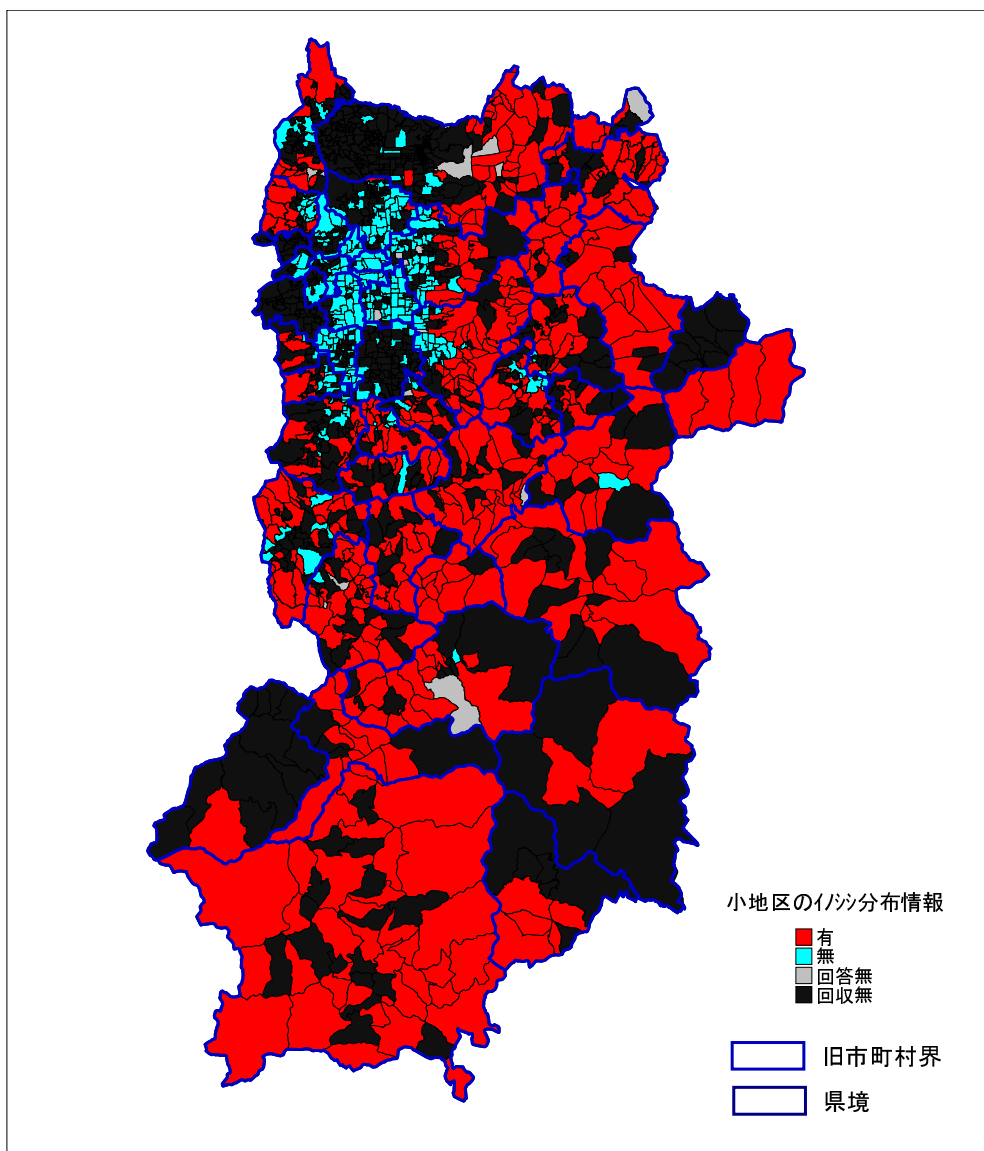 小地区のイノシシ分布情報
有
無
回答無
回収無
旧市町村界
県境